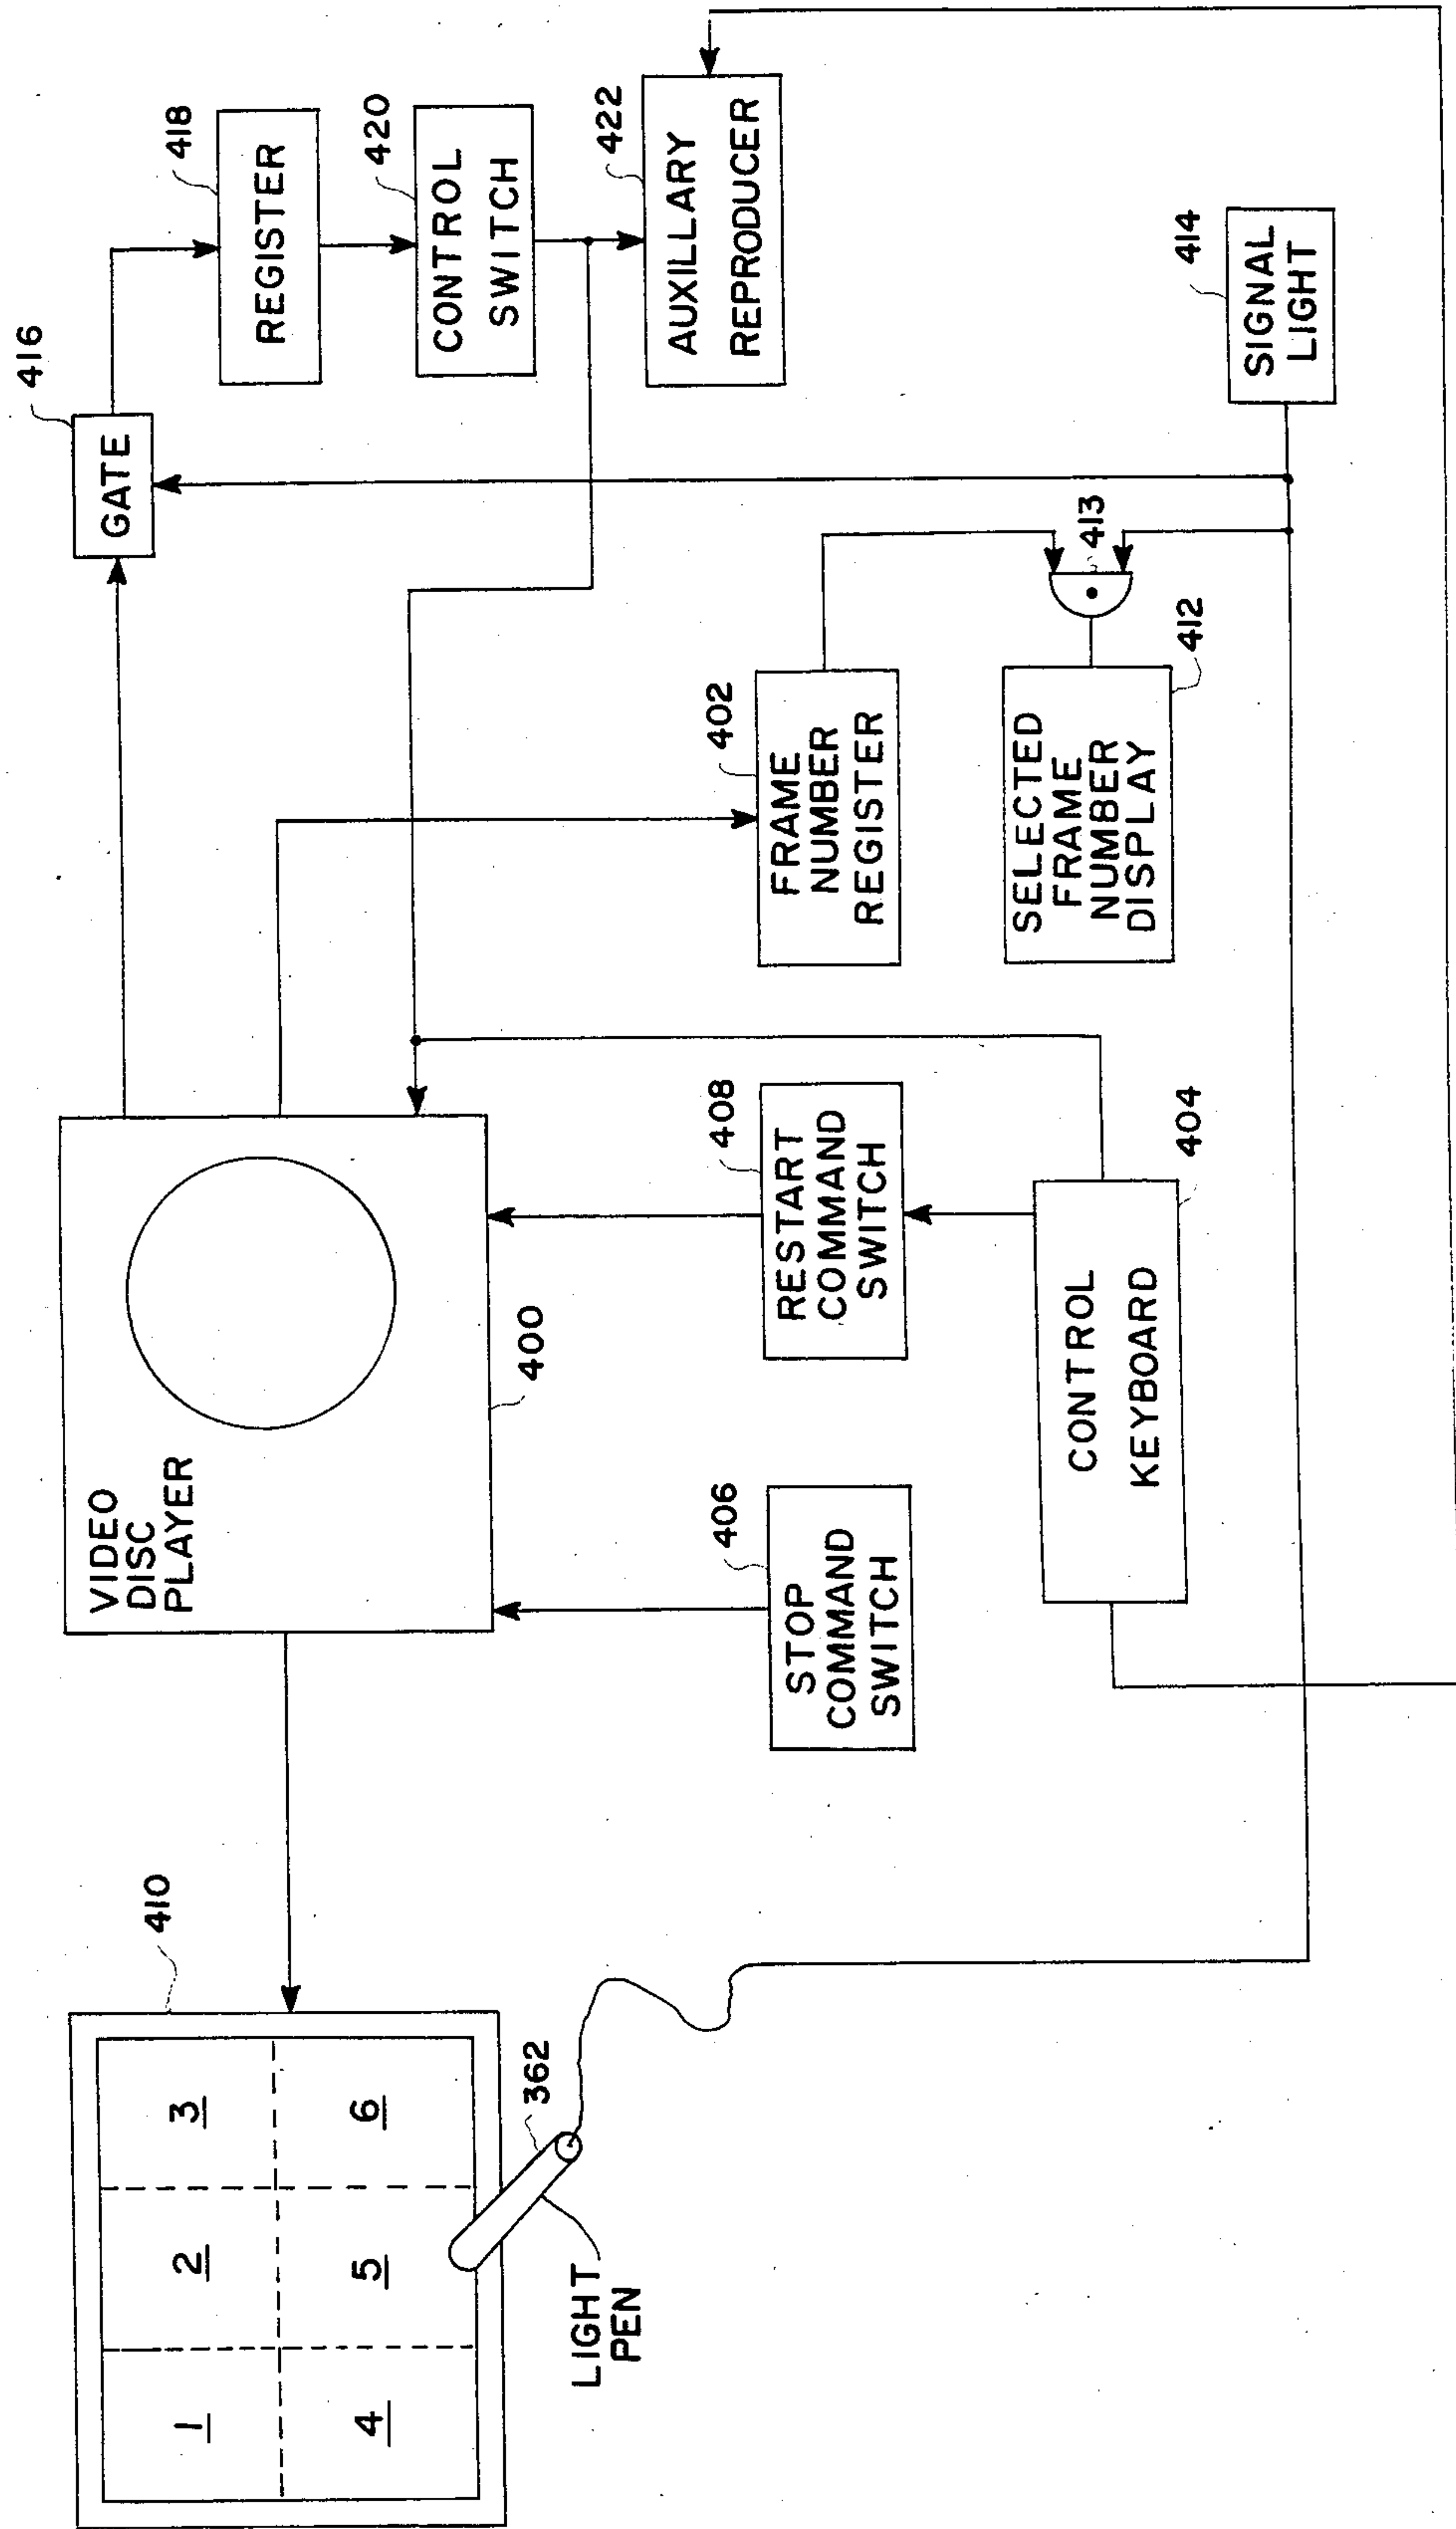 410
1
2
3
4
5
6
362
LIGHT
PEN
VIDEO
DISC
PLAYER
400
406
STOP
COMMAND
SWITCH
408
RESTART
COMMAND
SWITCH
404
CONTROL
KEYBOARD
402
FRAME
NUMBER
REGISTER
SELECTED
FRAME
NUMBER
DISPLAY
412
413
416
GATE
418
REGISTER
420
CONTROL
SWITCH
422
AUXILLARY
REPRODUCER
414
SIGNAL
LIGHT